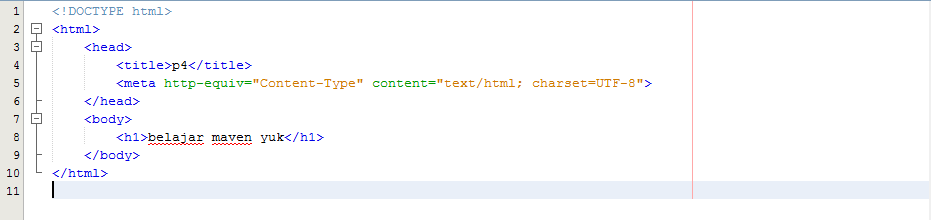 1 <!DOCTYPE html>
2 <html>
3 <head>
4 <title>p4</title>
5 <meta http-equiv="Content-Type" content="text/html; charset=UTF-8">
6 </head>
7 <body>
8 <h1>belajar maven yuk</h1>
9 </body>
10 </html>
11